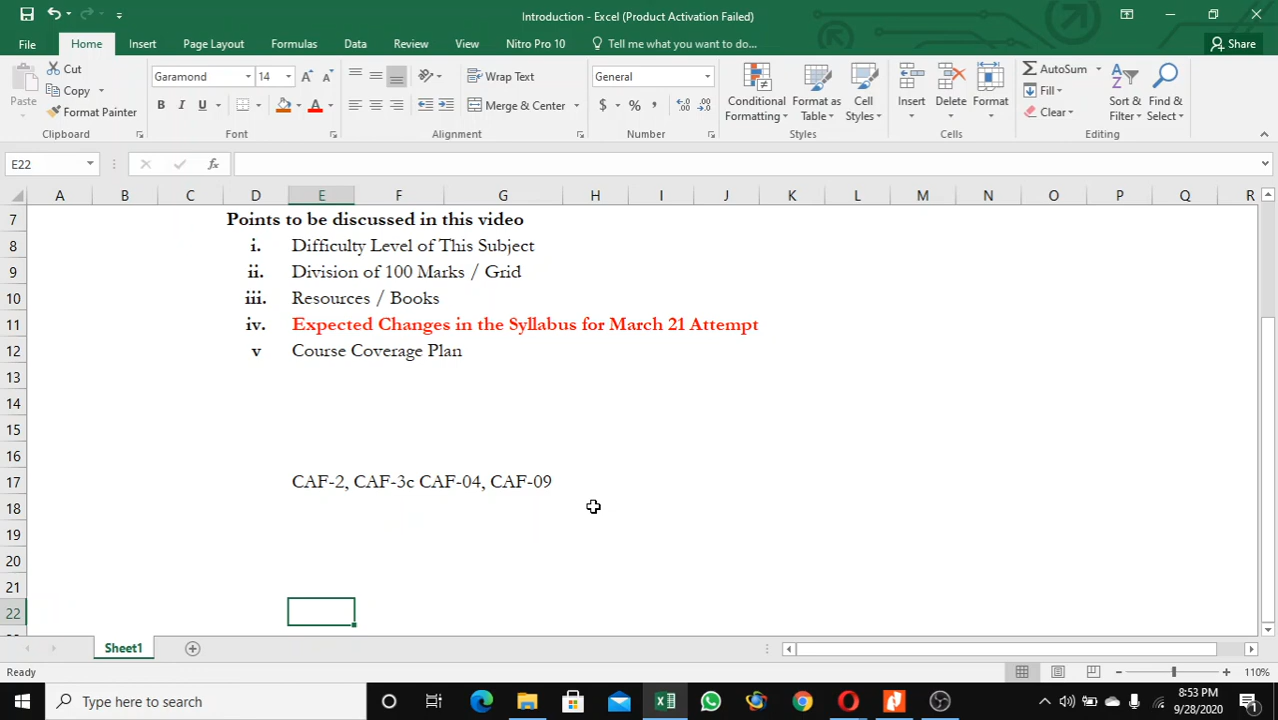 Introduction - Excel (Product Activation Failed)
File Home Insert Page Layout Formulas Data Review View Nitro Pro 10 Tell me what you want to do... Share
Paste Cut Copy Format Painter Clipboard
Garamond 14 A A B I U A Font
ab Wrap Text Merge & Center Alignment
General $ % , .0 .00 Number
Conditional Formatting Format as Table Cell Styles Styles
Insert Delete Format Cells
AutoSum Fill Clear Sort & Filter Find & Select Editing
E22 fx
A B C D E F G H I J K L M N O P Q R
7 Points to be discussed in this video
8 i. Difficulty Level of This Subject
9 ii. Division of 100 Marks / Grid
10 iii. Resources / Books
11 iv. Expected Changes in the Syllabus for March 21 Attempt
12 v Course Coverage Plan
13
14
15
16
17 CAF-2, CAF-3c CAF-04, CAF-09
18
19
20
21
22
Sheet1
Ready 110%
Type here to search 8:53 PM
9/28/2020